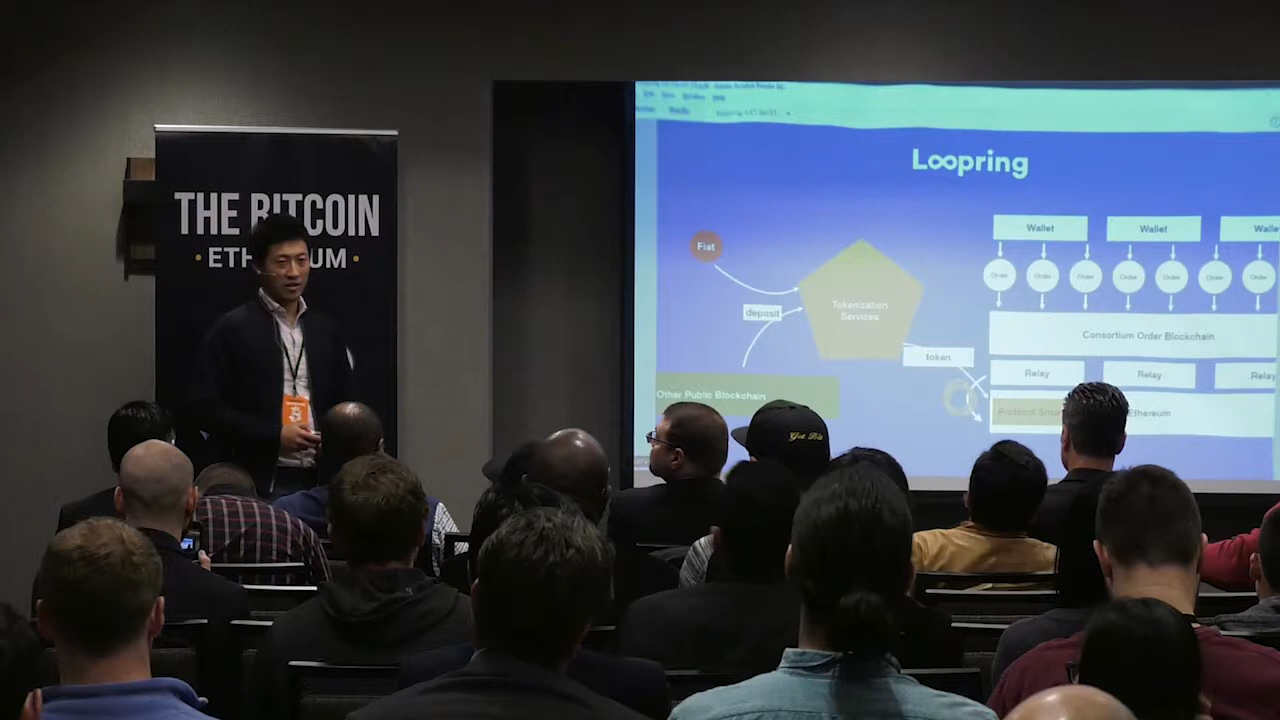 THE BITCOIN
Loopring
Wallet
Wallet
Fiat
Order
Order
Order
Order
Order
Order
Order
Tokenization
Services
deposit
Consortium Order Blockchain
token
Relay
Relay
Relay
Other Public Blockchain
Ethereum